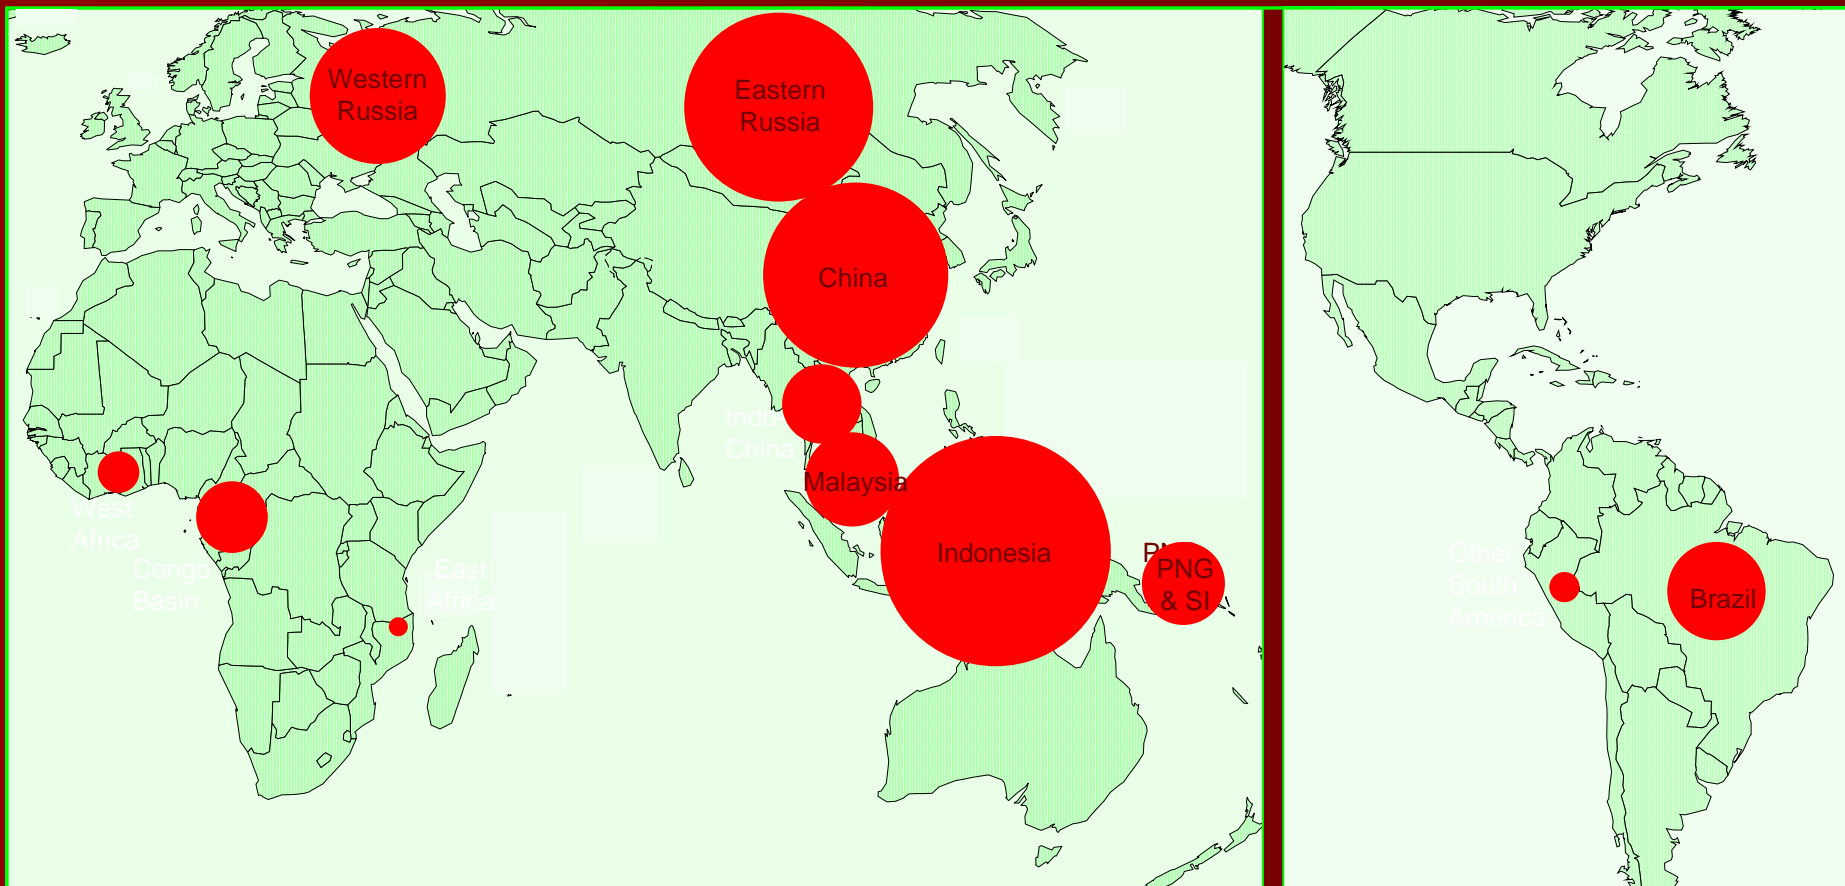 Western
Russia
Eastern
Russia
China
Indo
China
Malaysia
Indonesia
PNG
& SI
West
Africa
Congo
Basin
East
Africa
Other
South
America
Brazil